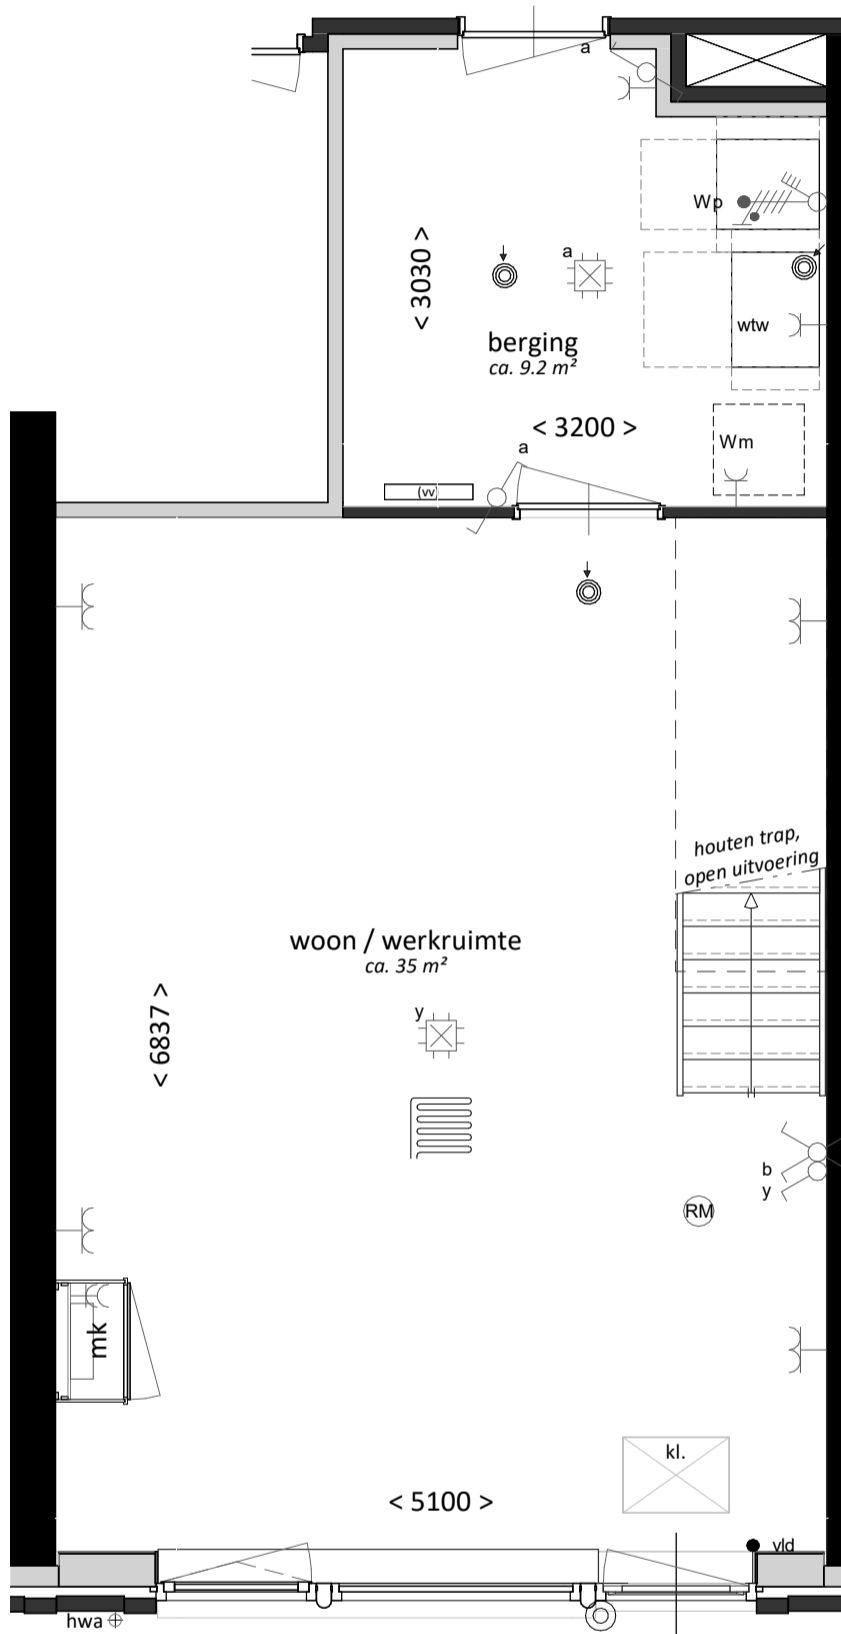 a
Wp
< 3030 >
a
wtw
berging
ca. 9.2 m²
< 3200 >
Wm
a
(vv)
houten trap,
open uitvoering
woon / werkruimte
ca. 35 m²
< 6837 >
y
b
y
RM
mk
kl.
< 5100 >
vld
hwa